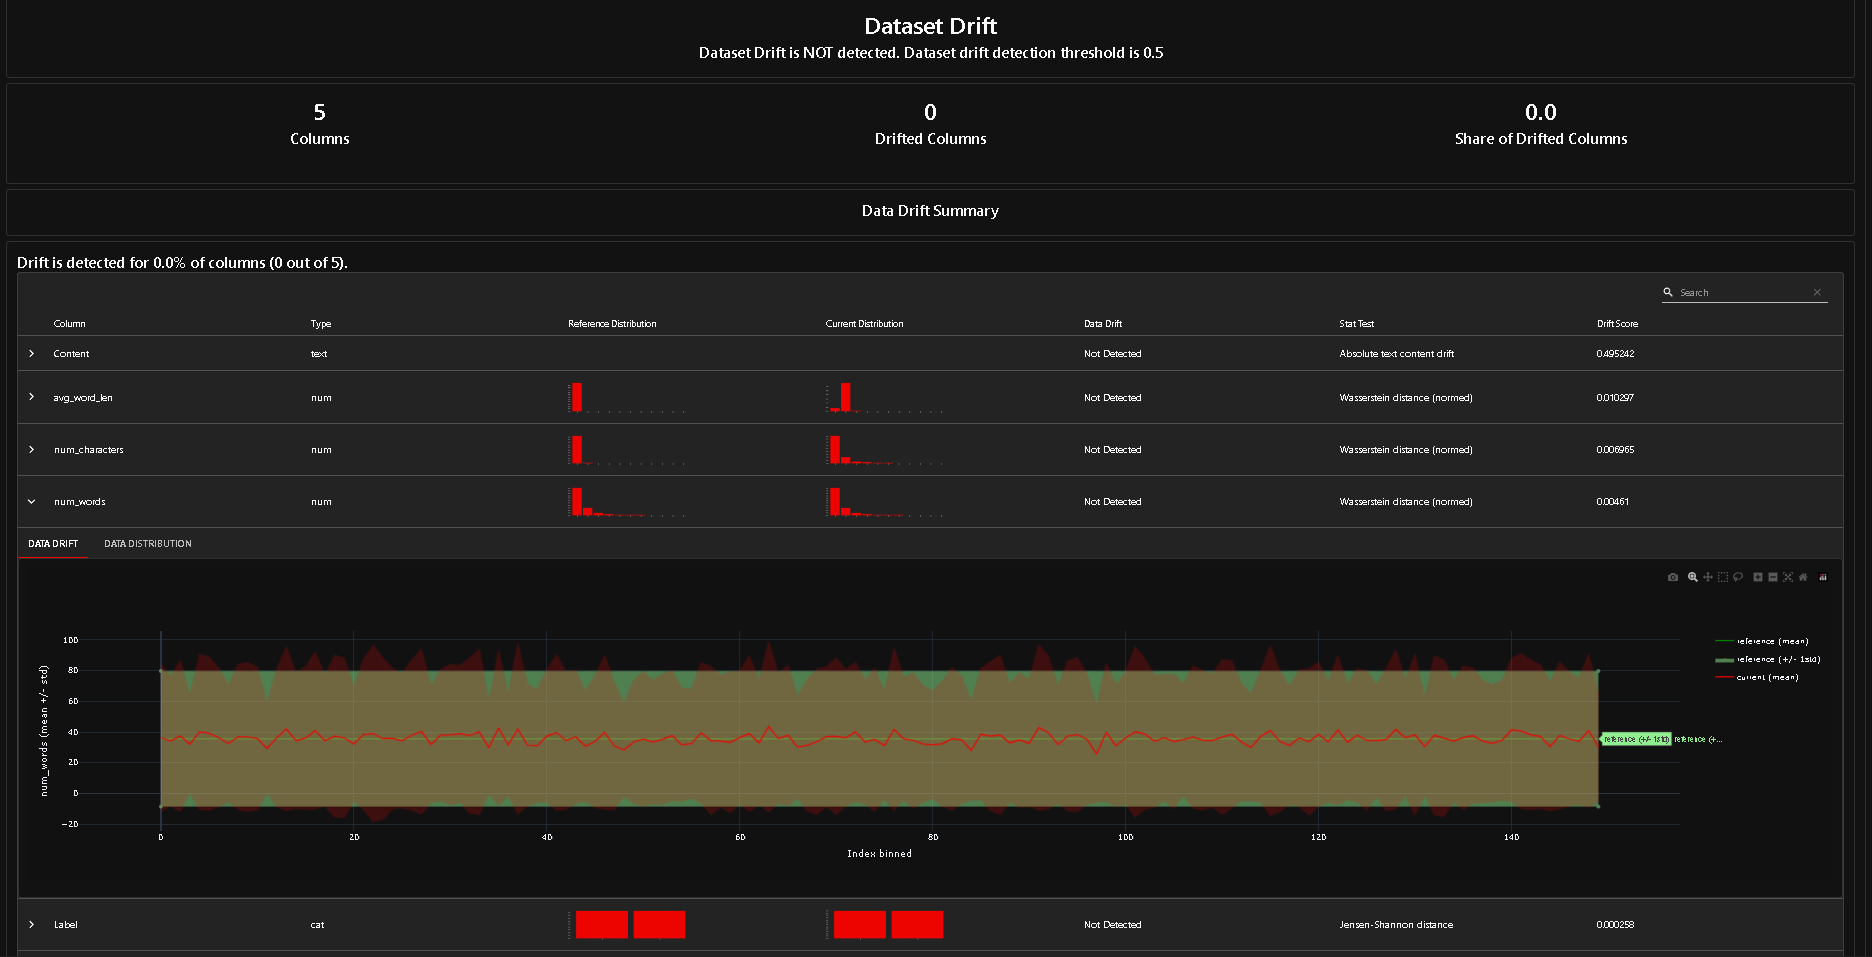 Dataset Drift
Dataset Drift is NOT detected. Dataset drift detection threshold is 0.5
5
Columns
0
Drifted Columns
0.0
Share of Drifted Columns
Data Drift Summary
Drift is detected for 0.0% of columns (0 out of 5).
Search
Column Type Reference Distribution Current Distribution Data Drift Stat Test Drift Score
Content text Not Detected Absolute text content drift 0.495242
avg_word_len num Not Detected Wasserstein distance (normed) 0.010297
num_characters num Not Detected Wasserstein distance (normed) 0.006965
num_words num Not Detected Wasserstein distance (normed) 0.00461
DATA DRIFT DATA DISTRIBUTION
num_words (mean +/- std)
100
80
60
40
20
0
−20
0 20 40 60 80 100 120 140
Index binned
reference (mean)
reference (+/- 1std)
current (mean)
reference (+/- 1std) reference (+...
Label cat Not Detected Jensen-Shannon distance 0.000258